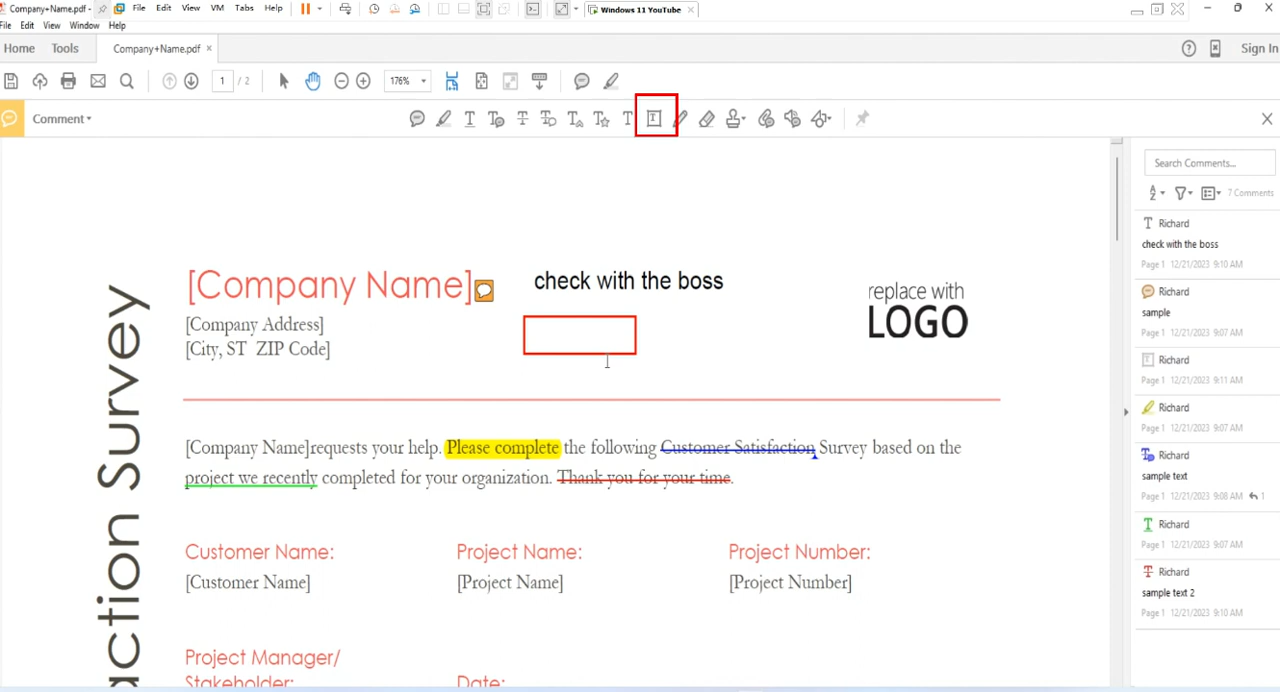 Company+Name.pdf - File Edit View VM Tabs Help Windows 11 YouTube
File Edit View Window Help
Home Tools Company+Name.pdf Sign In
1 / 2 176%
Comment
Search Comments...
7 Comments
Richard
check with the boss
Page 1 12/21/2023 9:10 AM
Richard
sample
Page 1 12/21/2023 9:07 AM
Richard
Page 1 12/21/2023 9:11 AM
Richard
Page 1 12/21/2023 9:07 AM
Richard
sample text
Page 1 12/21/2023 9:08 AM 1
Richard
Page 1 12/21/2023 9:07 AM
Richard
sample text 2
Page 1 12/21/2023 9:10 AM
[Company Name]
check with the boss
replace with
LOGO
[Company Address]
[City, ST ZIP Code]
[Company Name]requests your help. Please complete the following Customer Satisfaction Survey based on the
project we recently completed for your organization. Thank you for your time.
Customer Name: Project Name: Project Number:
[Customer Name] [Project Name] [Project Number]
Project Manager/
Stakeholder: Date:
action Survey